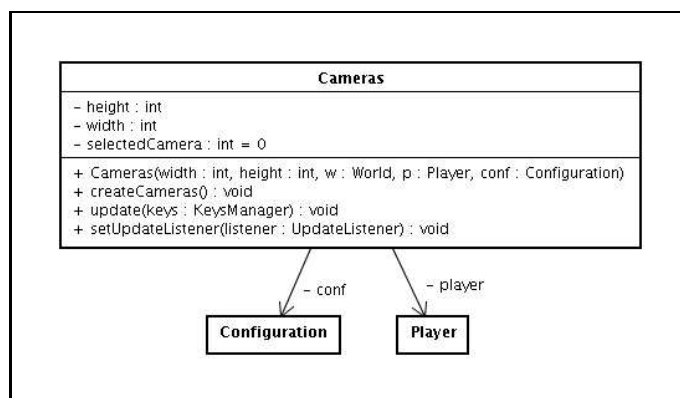 Cameras
– height : int
– width : int
– selectedCamera : int = 0
+ Cameras(width : int, height : int, w : World, p : Player, conf : Configuration)
+ createCameras() : void
+ update(keys : KeysManager) : void
+ setUpdateListener(listener : UpdateListener) : void
– conf
– player
Configuration
Player